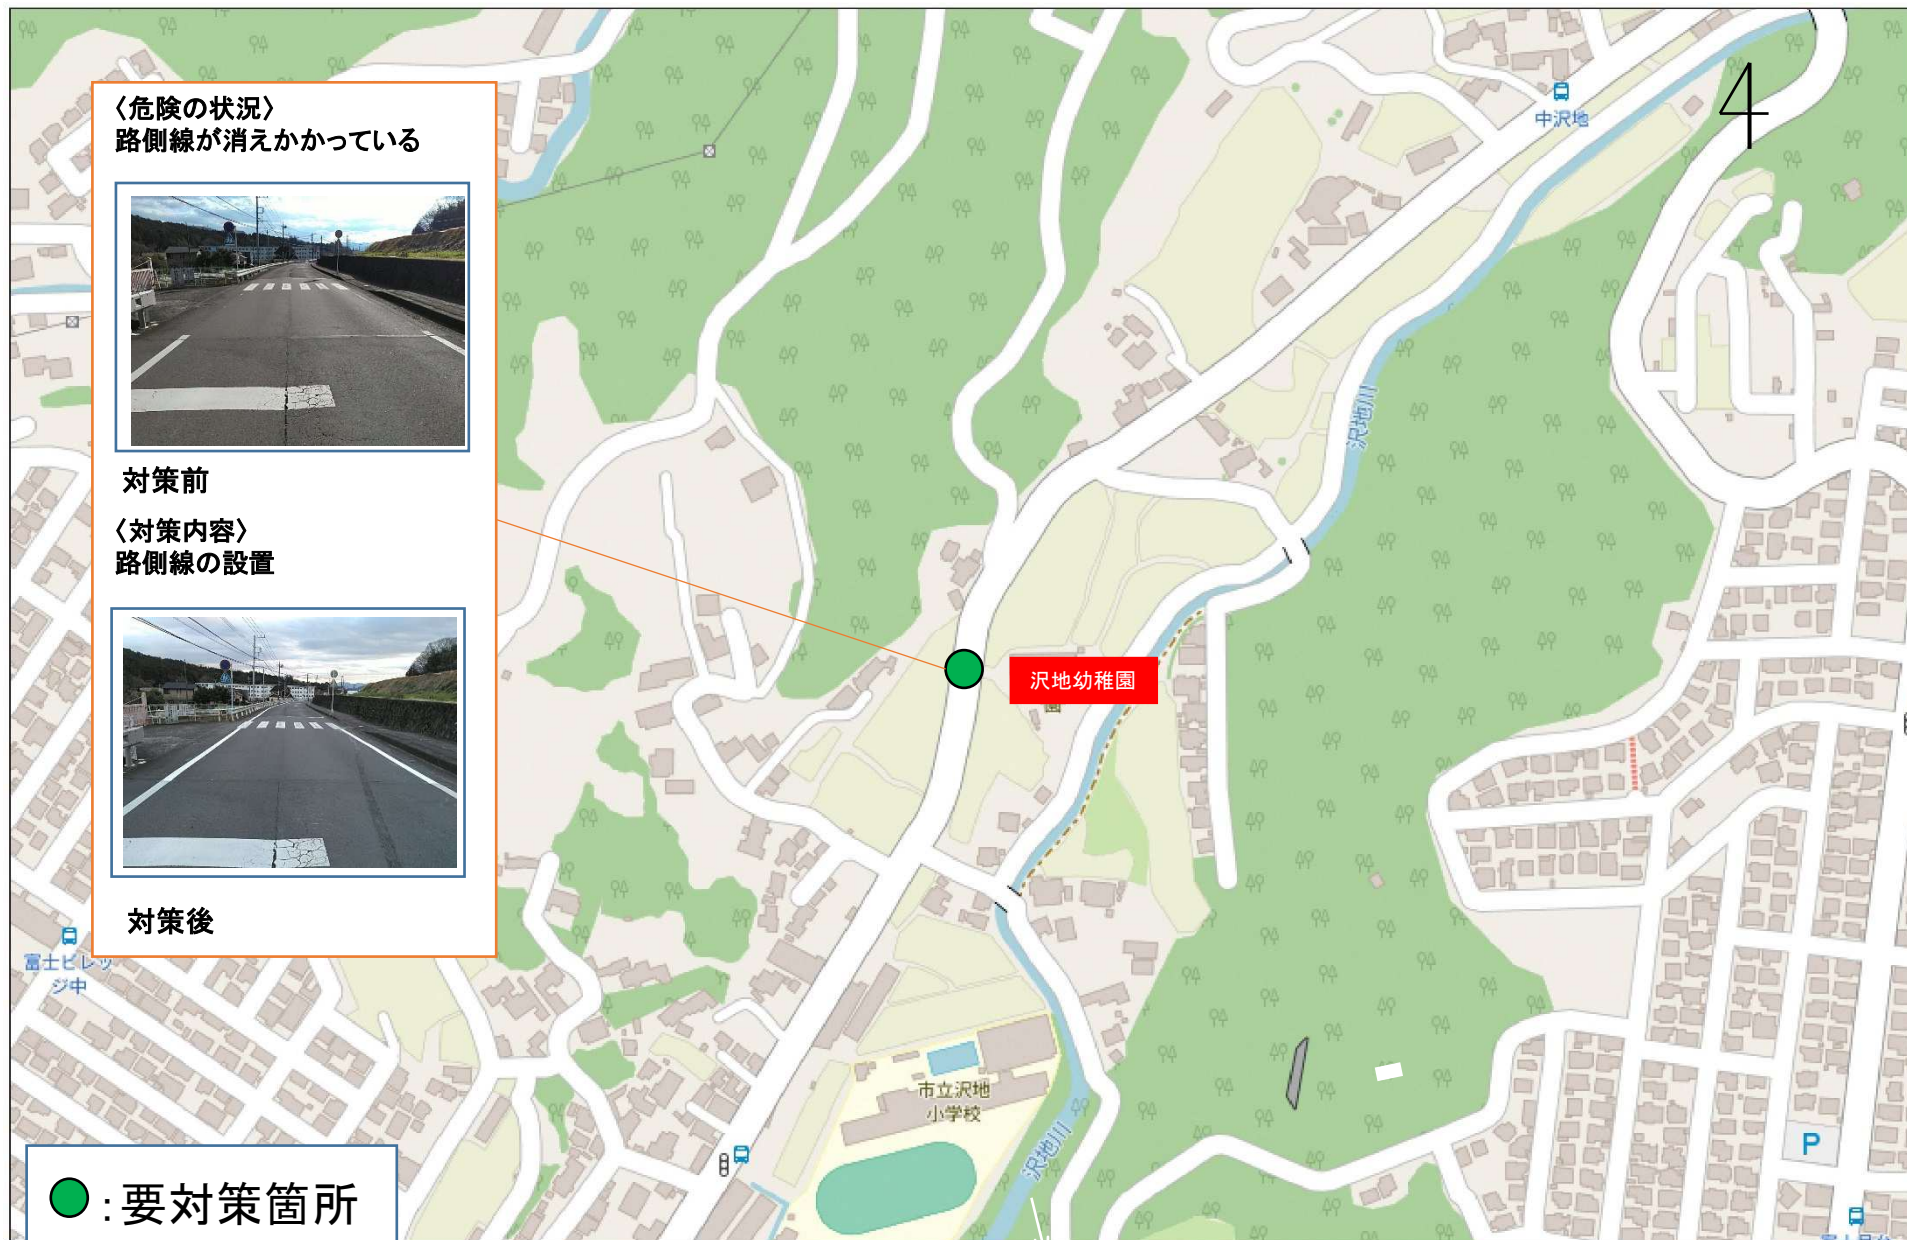 〈危険の状況〉
路側線が消えかかっている
対策前
〈対策内容〉
路側線の設置
対策後
中沢地
4
沢地川
沢地幼稚園
園
富士ビレッ
ジ中
市立沢地
小学校
沢地川
P
:要対策箇所